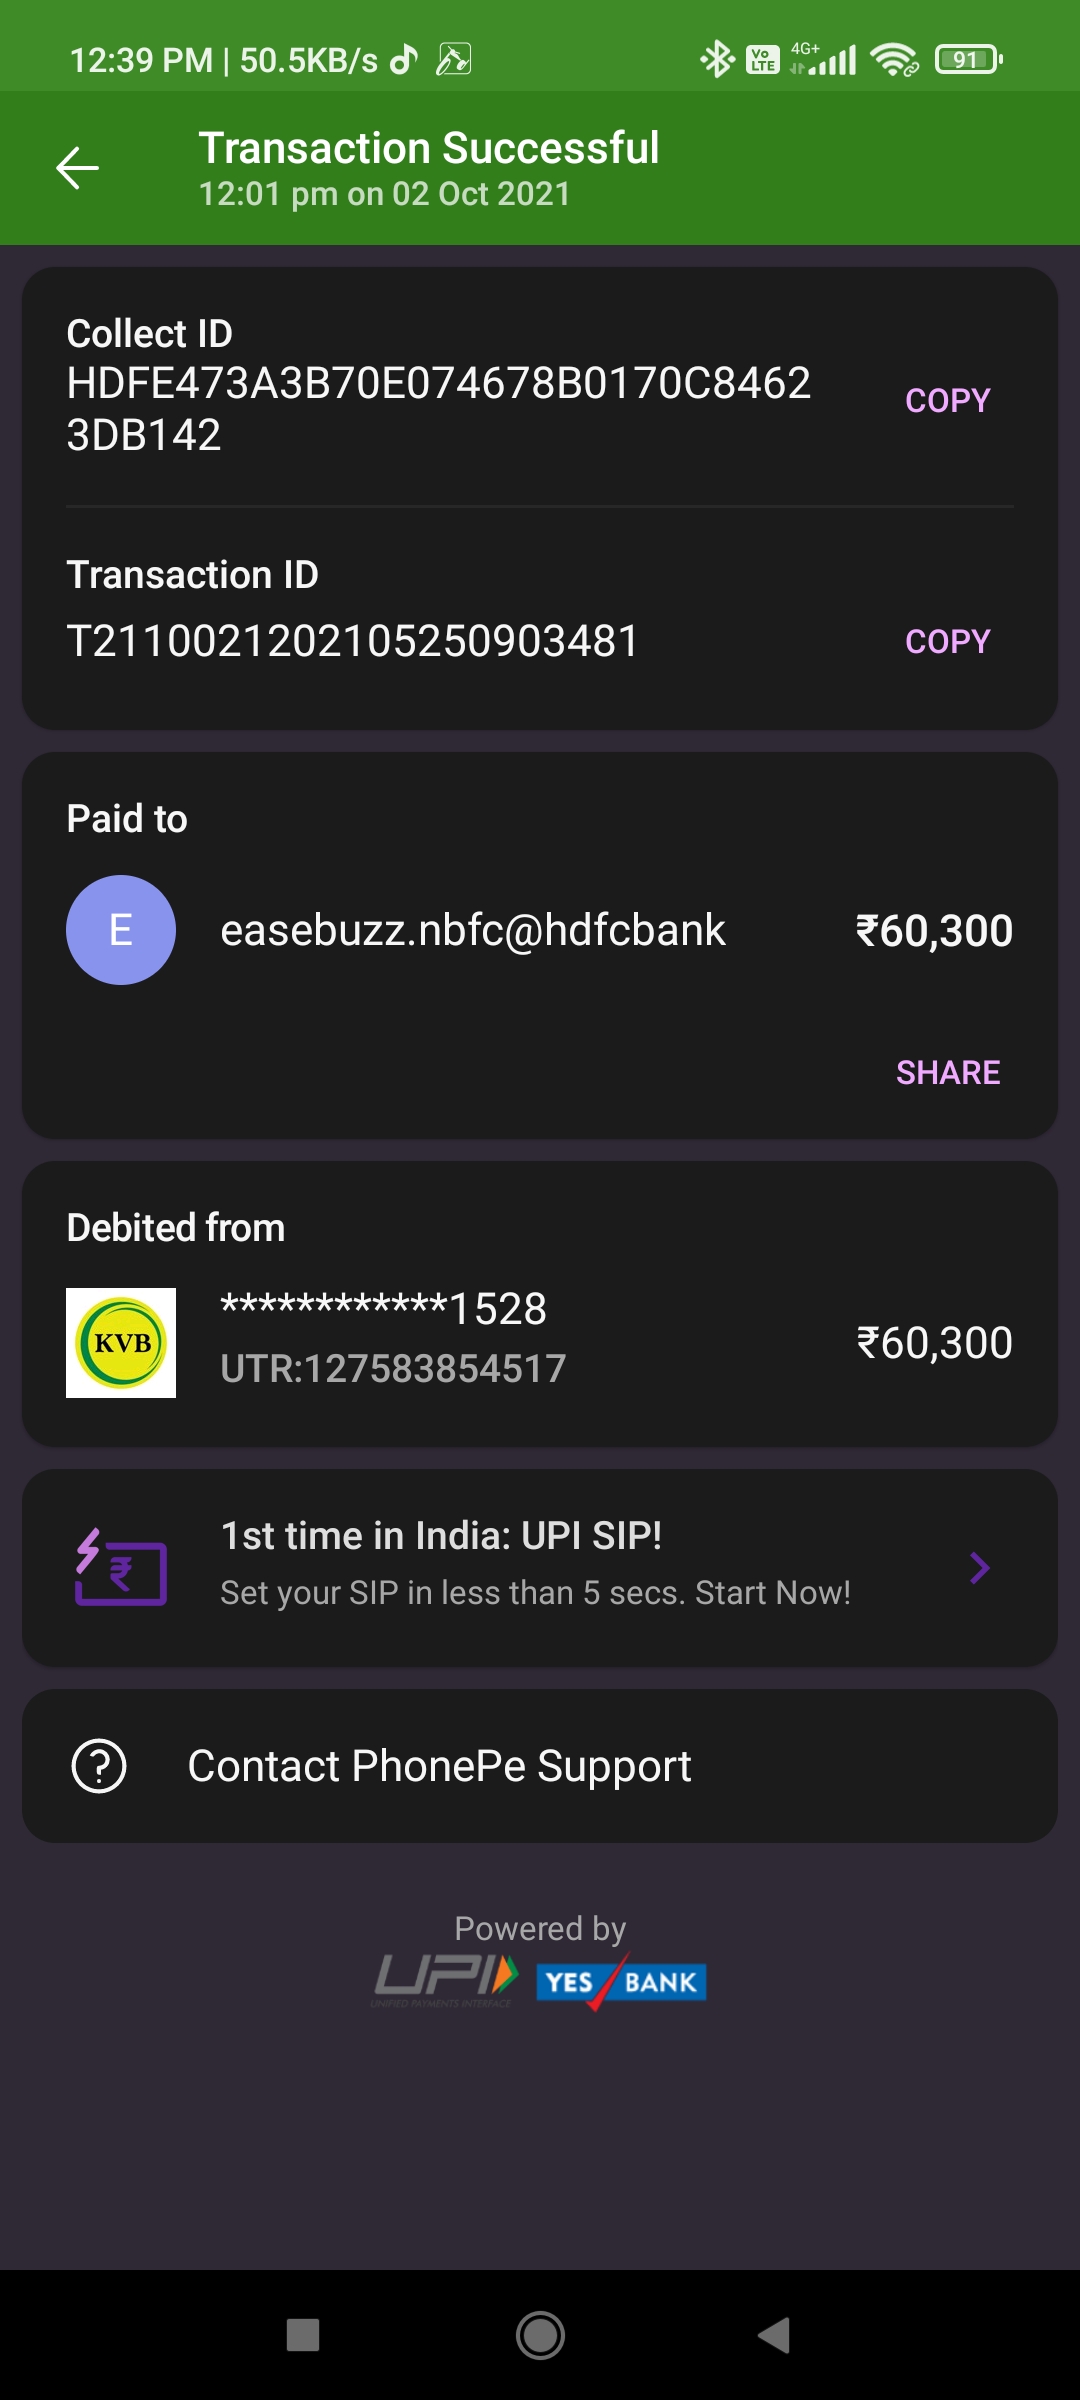 12:39 PM | 50.5KB/s
Vo LTE 4G+ 91
Transaction Successful
12:01 pm on 02 Oct 2021
Collect ID
HDFE473A3B70E074678B0170C8462
3DB142
COPY
Transaction ID
T2110021202105250903481
COPY
Paid to
E easebuzz.nbfc@hdfcbank ₹60,300
SHARE
Debited from
************1528
KVB
UTR:127583854517
₹60,300
1st time in India: UPI SIP!
Set your SIP in less than 5 secs. Start Now!
Contact PhonePe Support
Powered by
UPI YES BANK
UNIFIED PAYMENTS INTERFACE